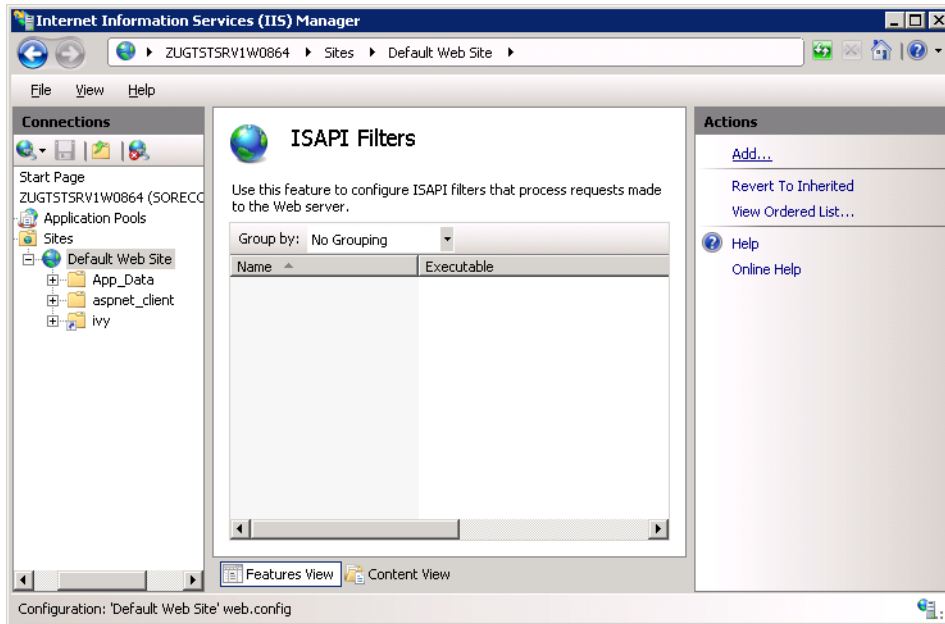 Internet Information Services (IIS) Manager
ZUGTSTSRV1W0864 Sites Default Web Site
File View Help
Connections
Start Page
ZUGTSTSRV1W0864 (SORECC
Application Pools
Sites
Default Web Site
App_Data
aspnet_client
ivy
ISAPI Filters
Use this feature to configure ISAPI filters that process requests made
to the Web server.
Group by: No Grouping
Name Executable
Features View Content View
Actions
Add...
Revert To Inherited
View Ordered List...
Help
Online Help
Configuration: 'Default Web Site' web.config